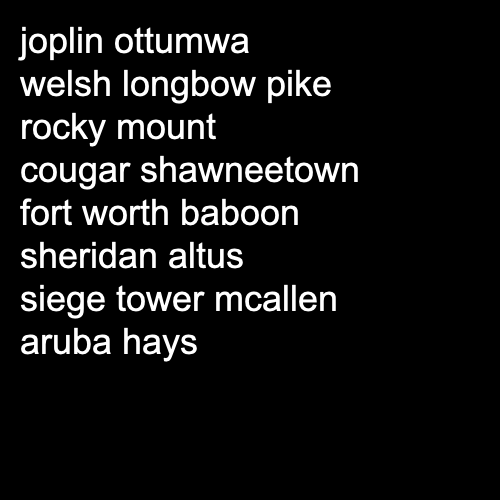 joplin ottumwa
welsh longbow pike
rocky mount
cougar shawneetown
fort worth baboon
sheridan altus
siege tower mcallen
aruba hays